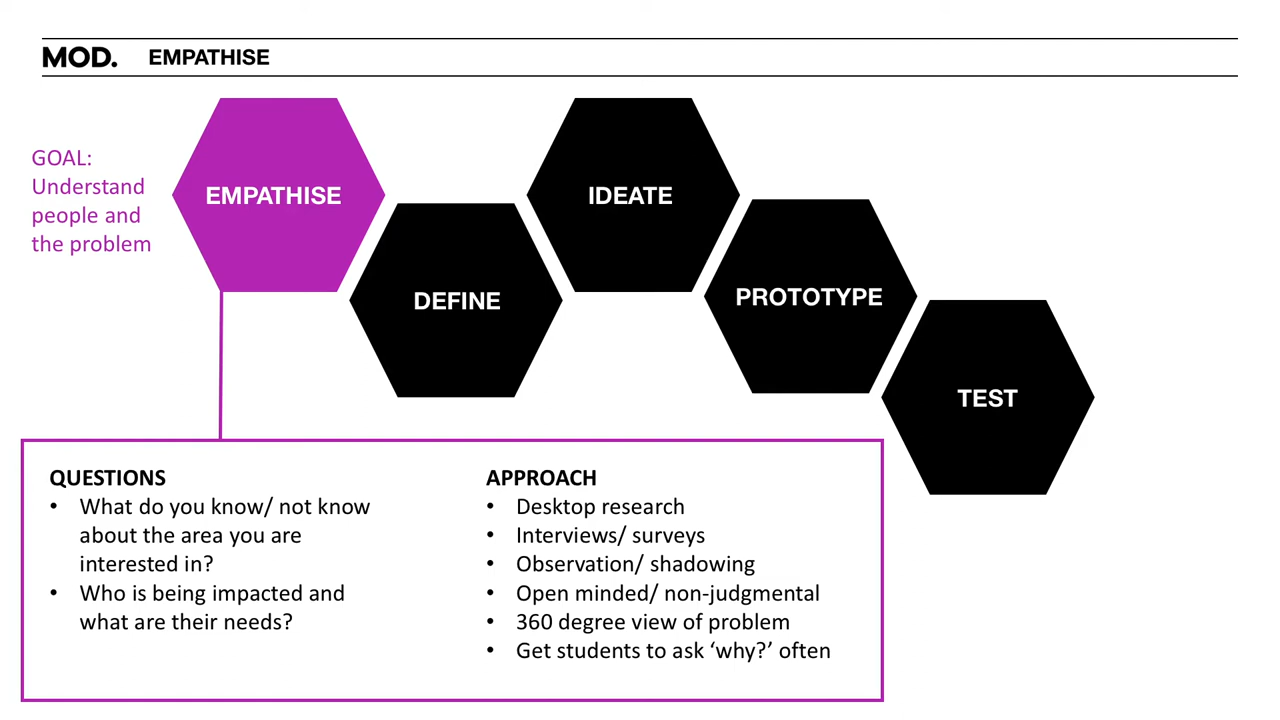 MOD. EMPATHISE
GOAL:
Understand
people and
the problem
EMPATHISE
DEFINE
IDEATE
PROTOTYPE
TEST
QUESTIONS
• What do you know/ not know
about the area you are
interested in?
• Who is being impacted and
what are their needs?
APPROACH
• Desktop research
• Interviews/ surveys
• Observation/ shadowing
• Open minded/ non-judgmental
• 360 degree view of problem
• Get students to ask ‘why?’ often